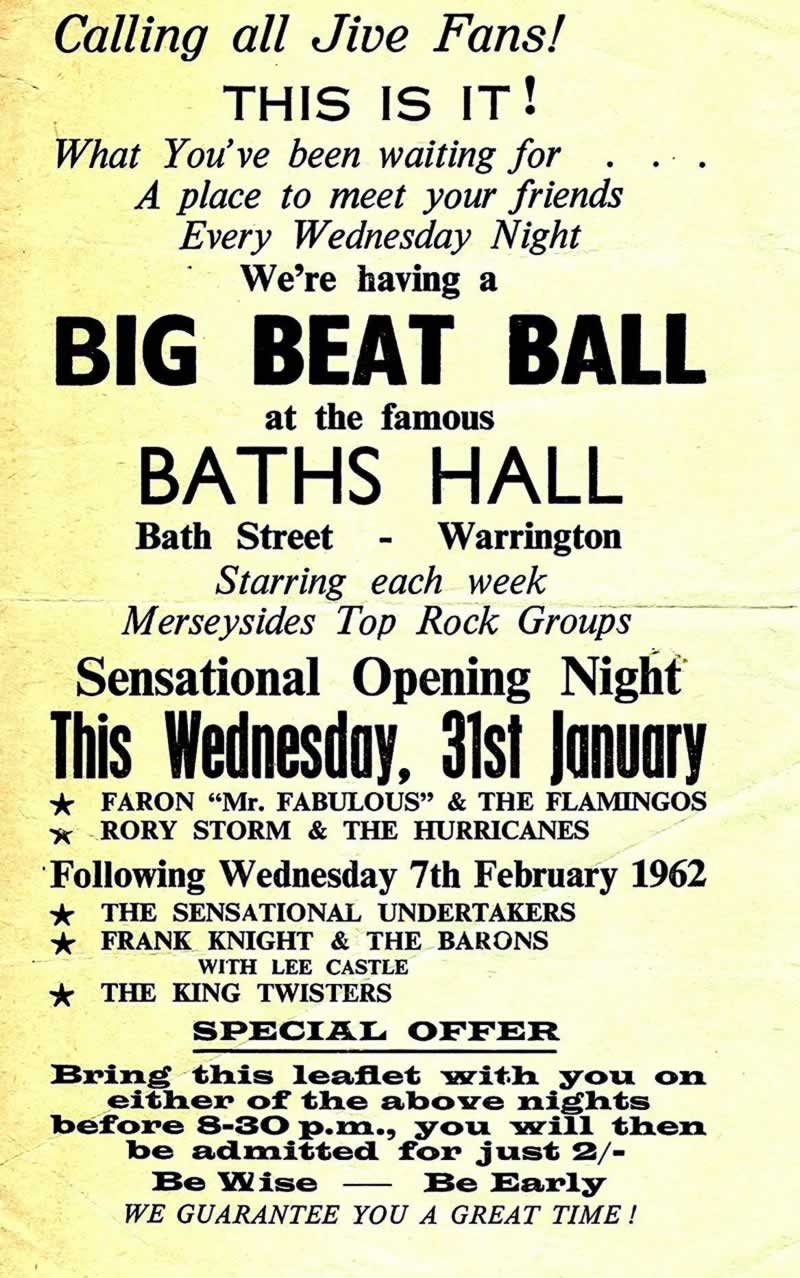 Calling all Jive Fans!
THIS IS IT!
What You've been waiting for . . .
A place to meet your friends
Every Wednesday Night
We're having a
BIG BEAT BALL
at the famous
BATHS HALL
Bath Street - Warrington
Starring each week
Merseysides Top Rock Groups
Sensational Opening Night
This Wednesday, 31st January
★ FARON “Mr. FABULOUS” & THE FLAMINGOS
★ RORY STORM & THE HURRICANES
Following Wednesday 7th February 1962
★ THE SENSATIONAL UNDERTAKERS
★ FRANK KNIGHT & THE BARONS
WITH LEE CASTLE
★ THE KING TWISTERS
SPECIAL OFFER
Bring this leaflet with you on
either of the above nights
before 8-30 p.m., you will then
be admitted for just 2/-
Be Wise — Be Early
WE GUARANTEE YOU A GREAT TIME!